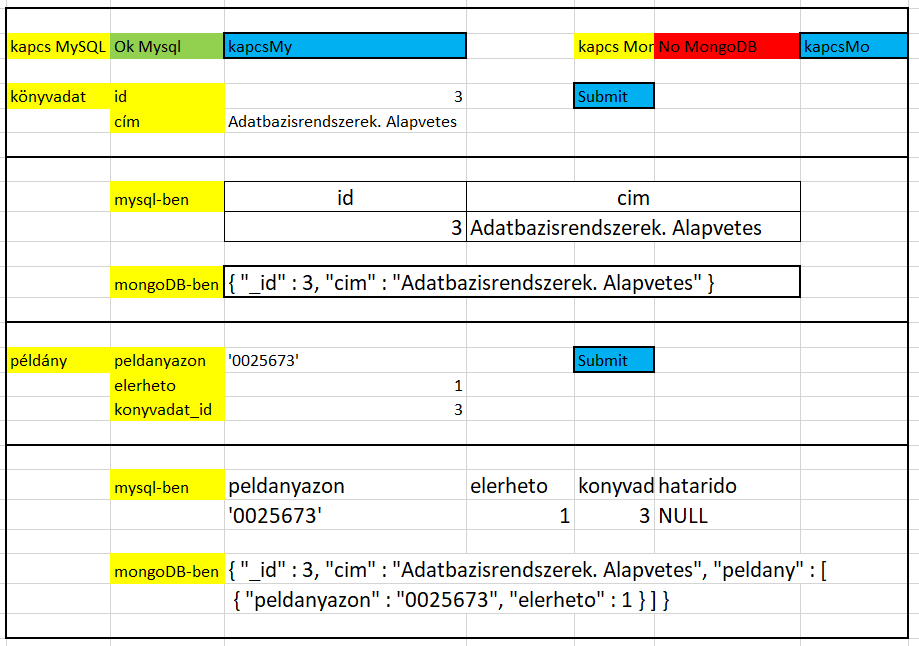 kapcs MySQL Ok Mysql kapcsMy kapcs Mor No MongoDB kapcsMo
könyvadat id 3 Submit
cím Adatbazisrendszerek. Alapvetes
mysql-ben id cim
3 Adatbazisrendszerek. Alapvetes
mongoDB-ben { "_id" : 3, "cim" : "Adatbazisrendszerek. Alapvetes" }
példány peldanyazon '0025673' Submit
elerheto 1
konyvadat_id 3
mysql-ben peldanyazon elerheto konyvad hatarido
'0025673' 1 3 NULL
mongoDB-ben { "_id" : 3, "cim" : "Adatbazisrendszerek. Alapvetes", "peldany" : [
{ "peldanyazon" : "0025673", "elerheto" : 1 } ] }